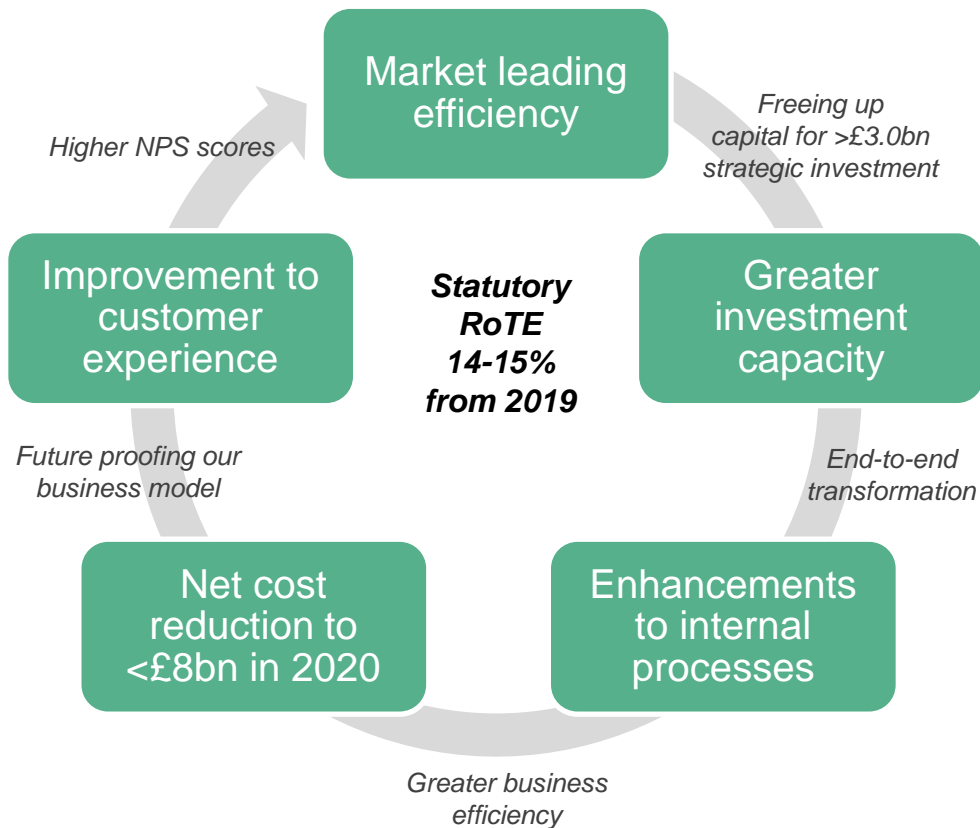 Market leading
efficiency
Freeing up
capital for >£3.0bn
strategic investment
Greater
investment
capacity
End-to-end
transformation
Enhancements
to internal
processes
Greater business
efficiency
Net cost
reduction to
<£8bn in 2020
Future proofing our
business model
Improvement to
customer
experience
Higher NPS scores
Statutory
RoTE
14-15%
from 2019